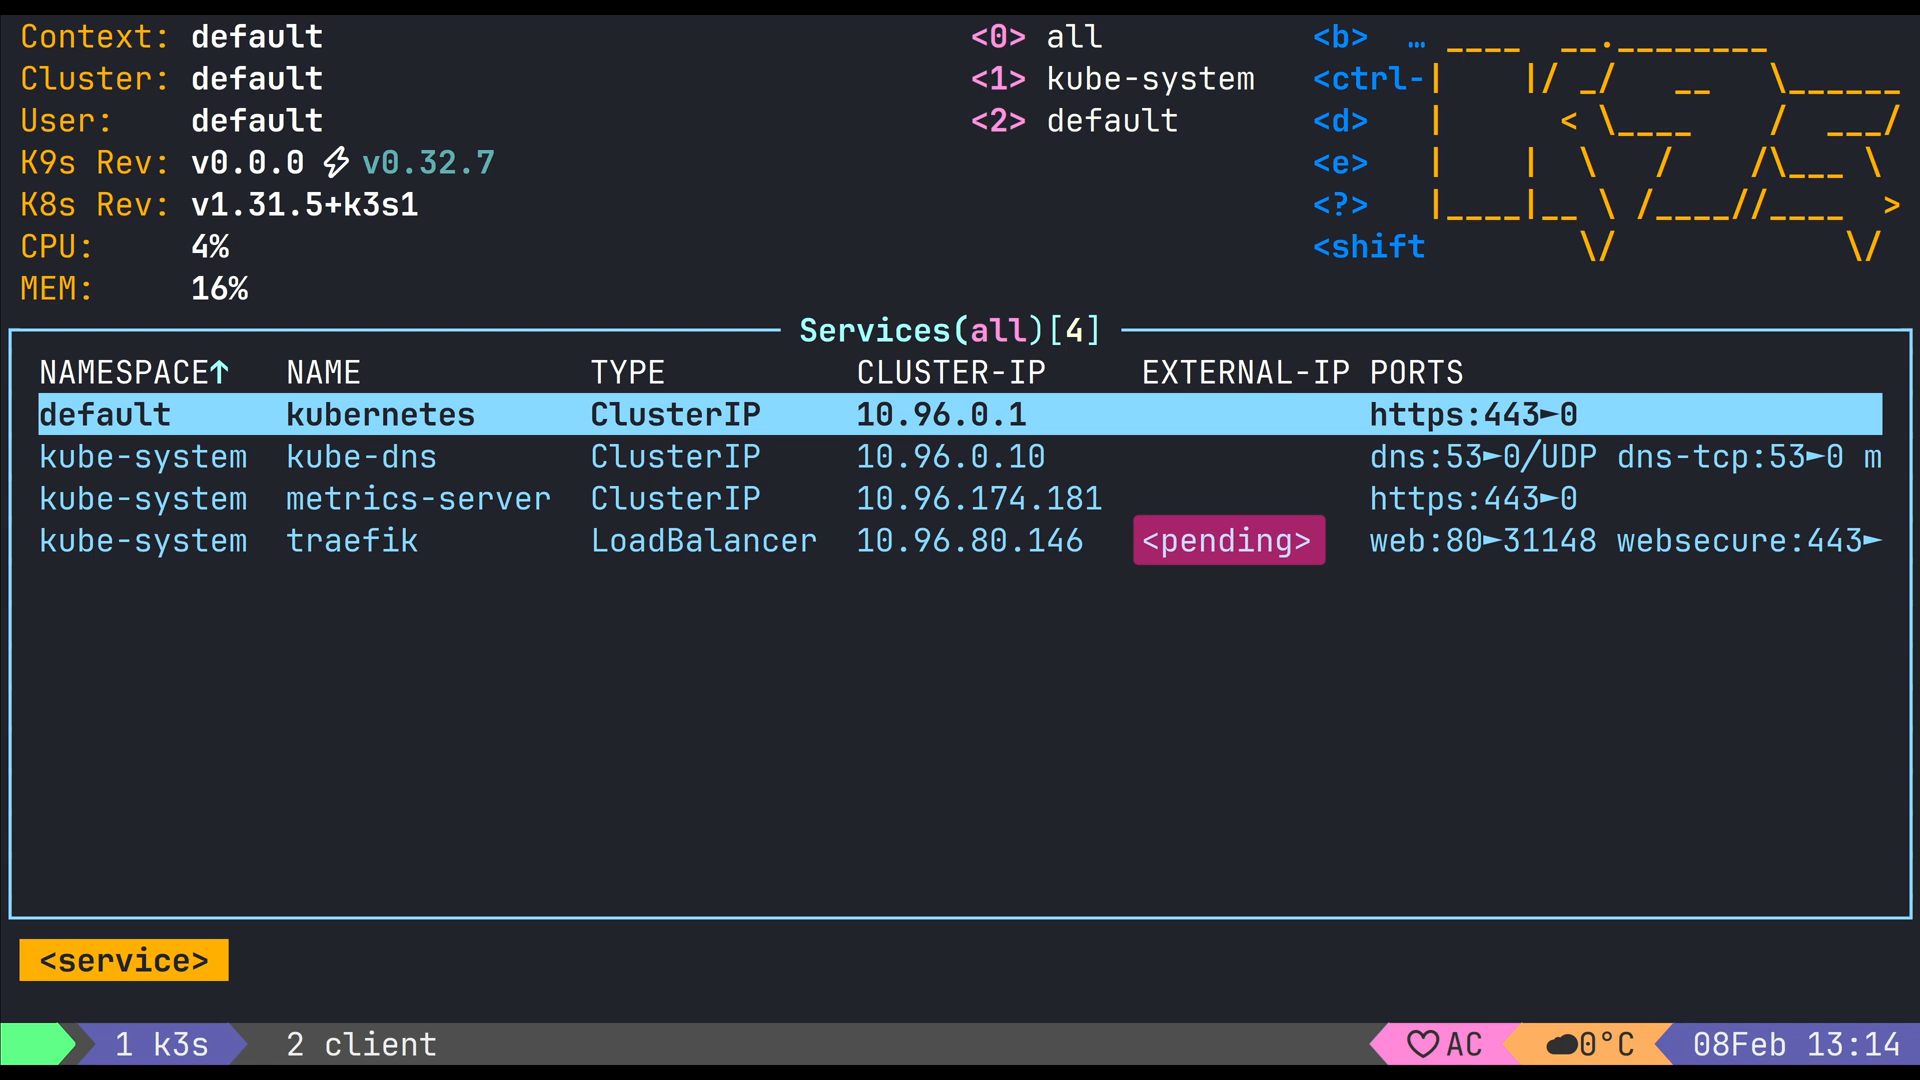 Context: default
Cluster: default
User: default
K9s Rev: v0.0.0 ⚡ v0.32.7
K8s Rev: v1.31.5+k3s1
CPU: 4%
MEM: 16%
<0> all
<1> kube-system
<2> default
<b> …
<ctrl-
<d>
<e>
<?>
<shift
Services(all)[4]
NAMESPACE↑ NAME TYPE CLUSTER-IP EXTERNAL-IP PORTS
default kubernetes ClusterIP 10.96.0.1 https:443►0
kube-system kube-dns ClusterIP 10.96.0.10 dns:53►0/UDP dns-tcp:53►0 m
kube-system metrics-server ClusterIP 10.96.174.181 https:443►0
kube-system traefik LoadBalancer 10.96.80.146 <pending> web:80►31148 websecure:443►
<service>
1 k3s 2 client ♡ AC ☁0°C 08Feb 13:14